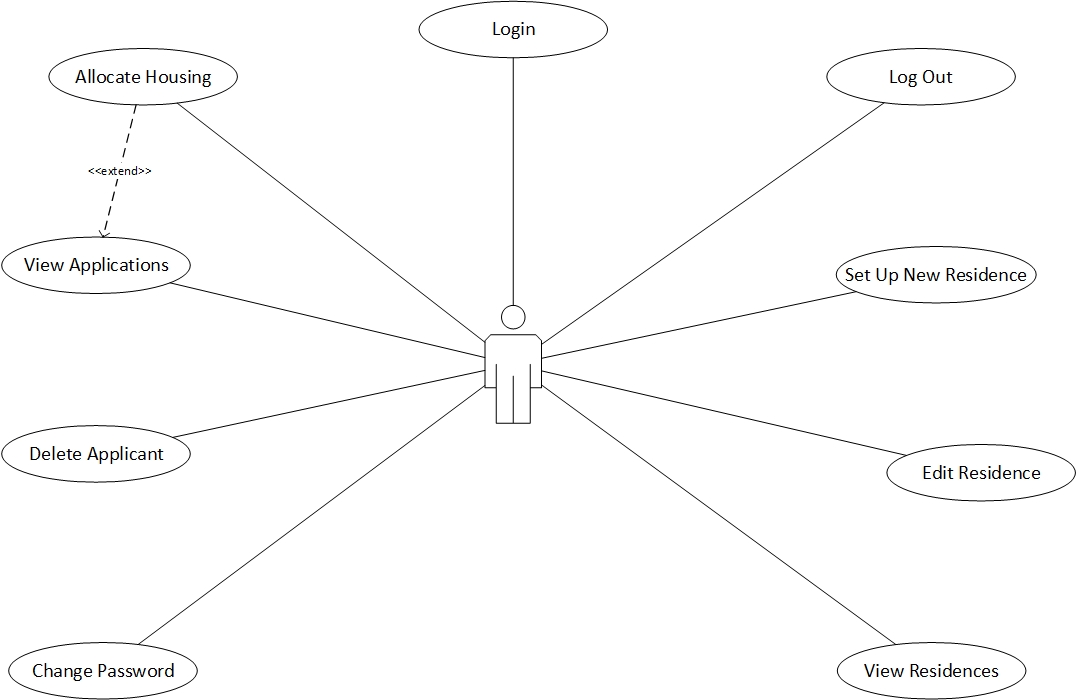 Login
Allocate Housing
Log Out
<<extend>>
View Applications
Set Up New Residence
Delete Applicant
Edit Residence
Change Password
View Residences